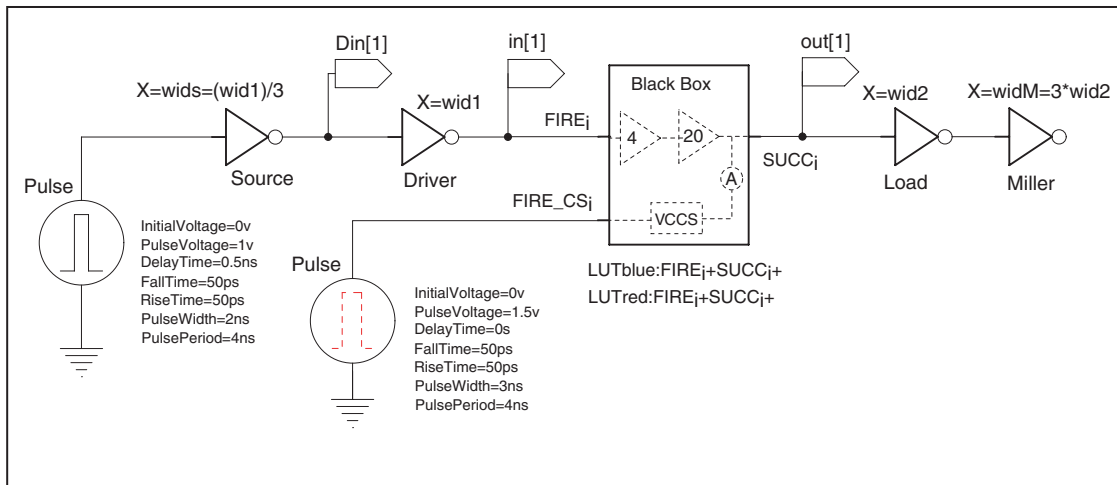 Din[1]
in[1]
out[1]
X=wids=(wid1)/3
X=wid1
Black Box
X=wid2
X=widM=3*wid2
FIREi
4
20
SUCCi
A
Source
Driver
Load
Miller
Pulse
FIRE_CSi
VCCS
InitialVoltage=0v
PulseVoltage=1v
DelayTime=0.5ns
FallTime=50ps
RiseTime=50ps
PulseWidth=2ns
PulsePeriod=4ns
Pulse
InitialVoltage=0v
PulseVoltage=1.5v
DelayTime=0s
FallTime=50ps
RiseTime=50ps
PulseWidth=3ns
PulsePeriod=4ns
LUTblue:FIREi+SUCCi+
LUTred:FIREi+SUCCi+